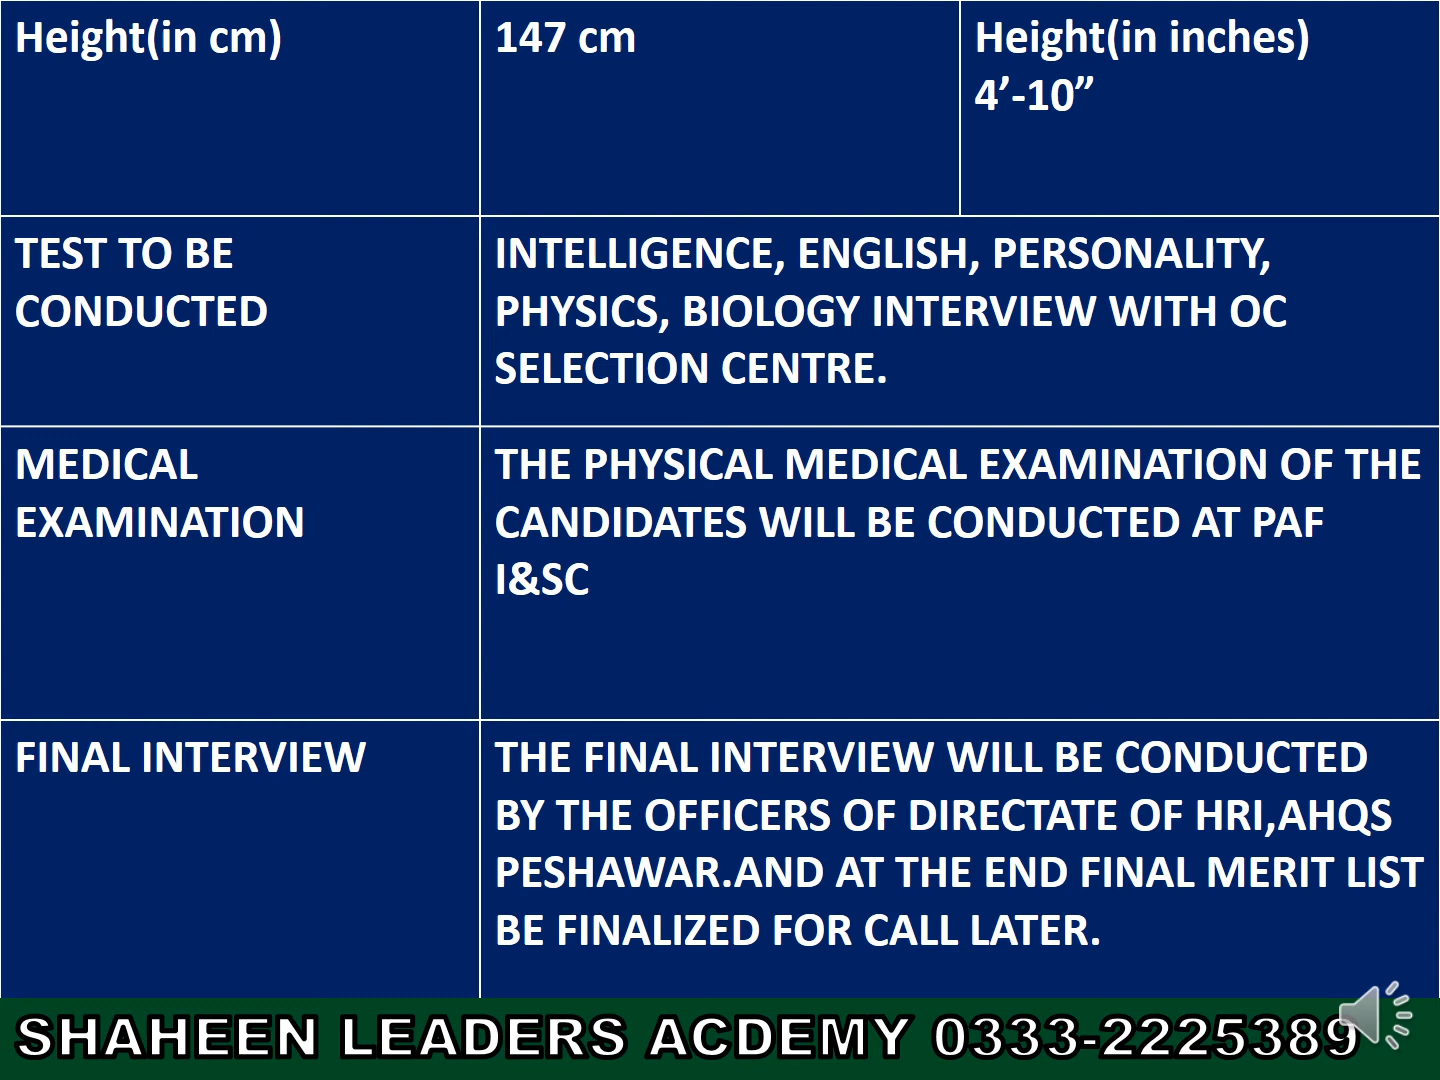 Height(in cm)
147 cm
Height(in inches)
4’-10”
TEST TO BE
CONDUCTED
INTELLIGENCE, ENGLISH, PERSONALITY,
PHYSICS, BIOLOGY INTERVIEW WITH OC
SELECTION CENTRE.
MEDICAL
EXAMINATION
THE PHYSICAL MEDICAL EXAMINATION OF THE
CANDIDATES WILL BE CONDUCTED AT PAF
I&SC
FINAL INTERVIEW
THE FINAL INTERVIEW WILL BE CONDUCTED
BY THE OFFICERS OF DIRECTATE OF HRI,AHQS
PESHAWAR.AND AT THE END FINAL MERIT LIST
BE FINALIZED FOR CALL LATER.
SHAHEEN LEADERS ACDEMY 0333-2225389